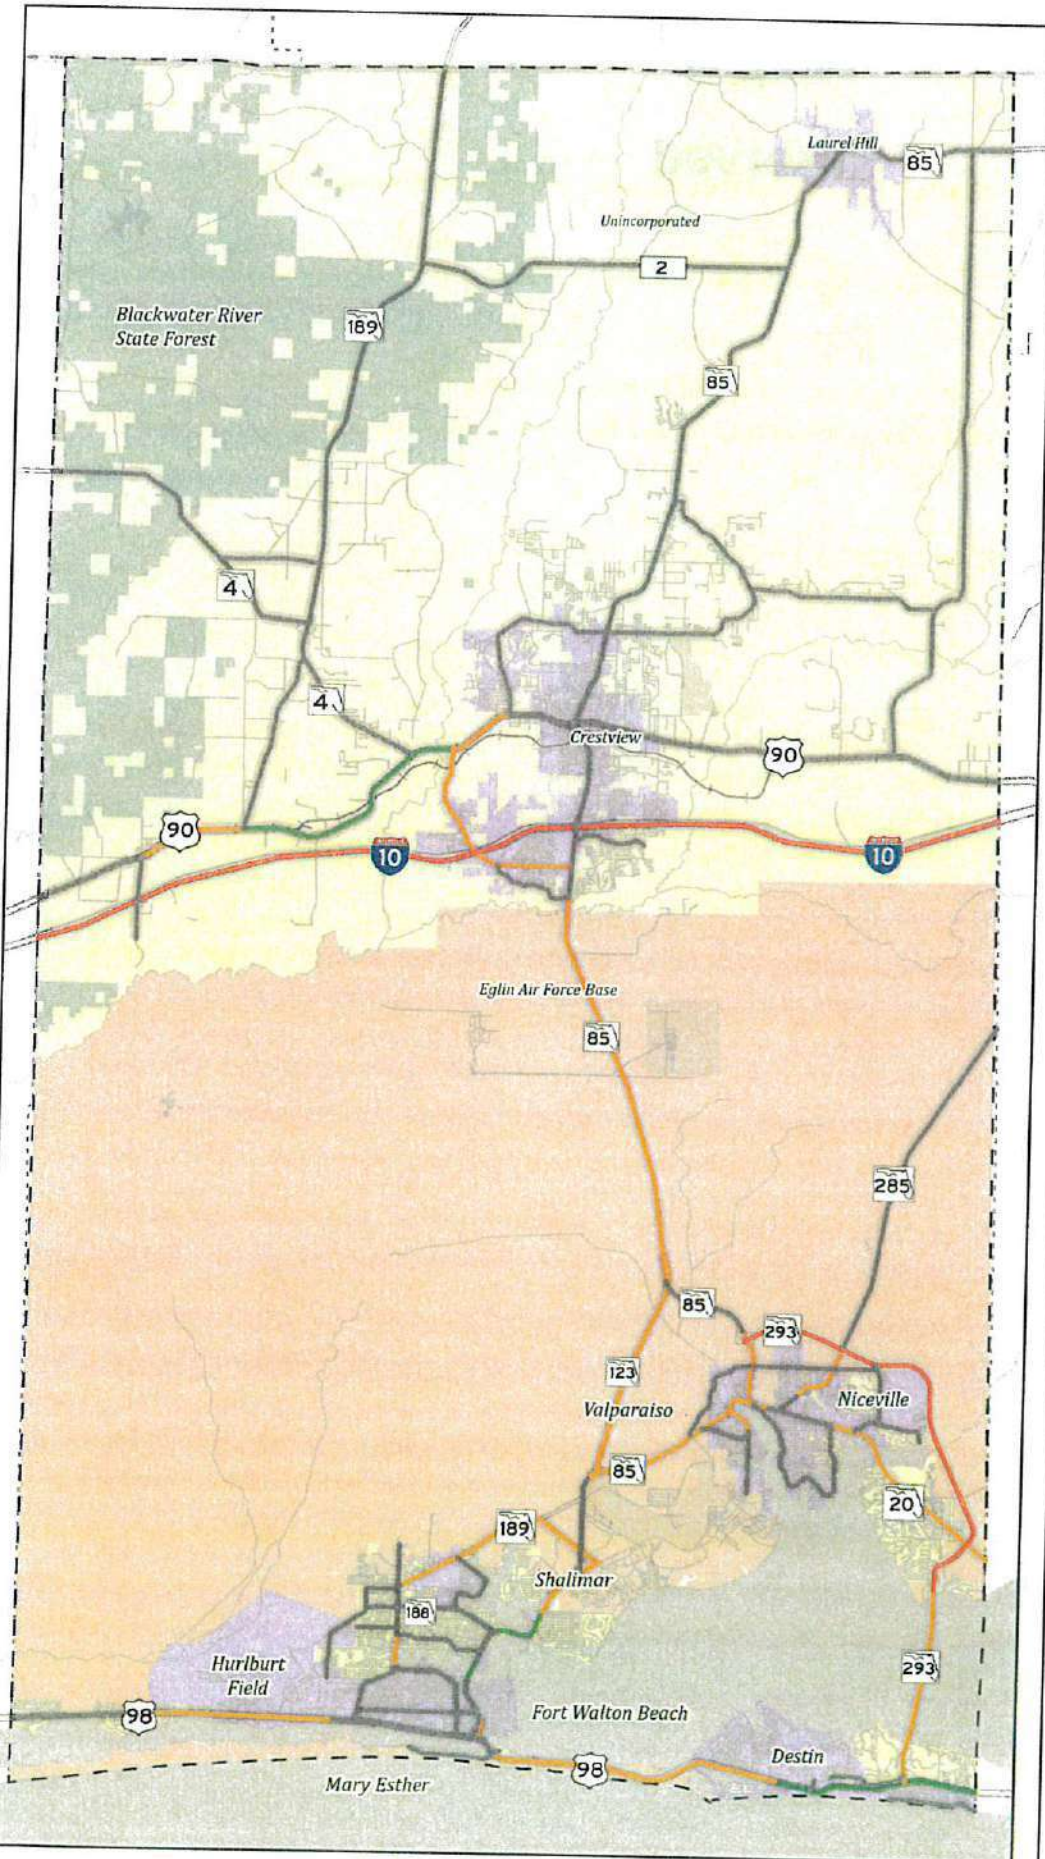 Laurel Hill
85
Unincorporated
2
Blackwater River
State Forest
189
85
4
4
Crestview
90
90
10
10
Eglin Air Force Base
85
285
85
293
123
Niceville
Valparaiso
85
20
189
Shalimar
188
Hurlburt
Field
293
98
Fort Walton Beach
Destin
98
Mary Esther